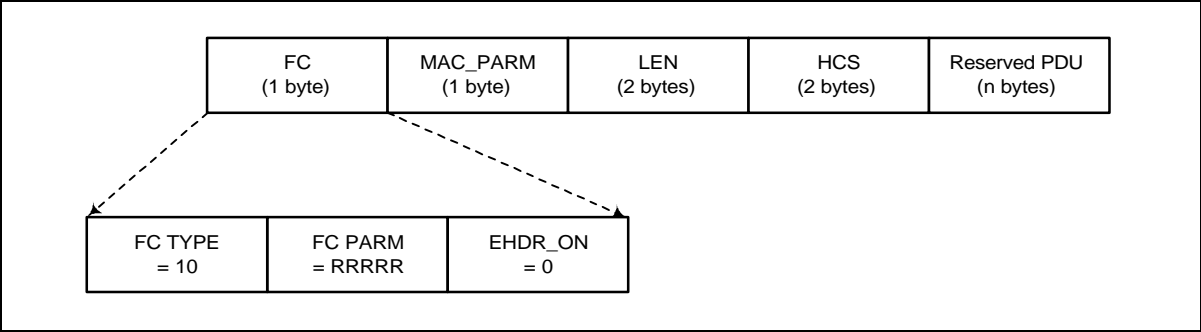 FC
(1 byte)
MAC_PARM
(1 byte)
LEN
(2 bytes)
HCS
(2 bytes)
Reserved PDU
(n bytes)
FC TYPE
= 10
FC PARM
= RRRRR
EHDR_ON
= 0